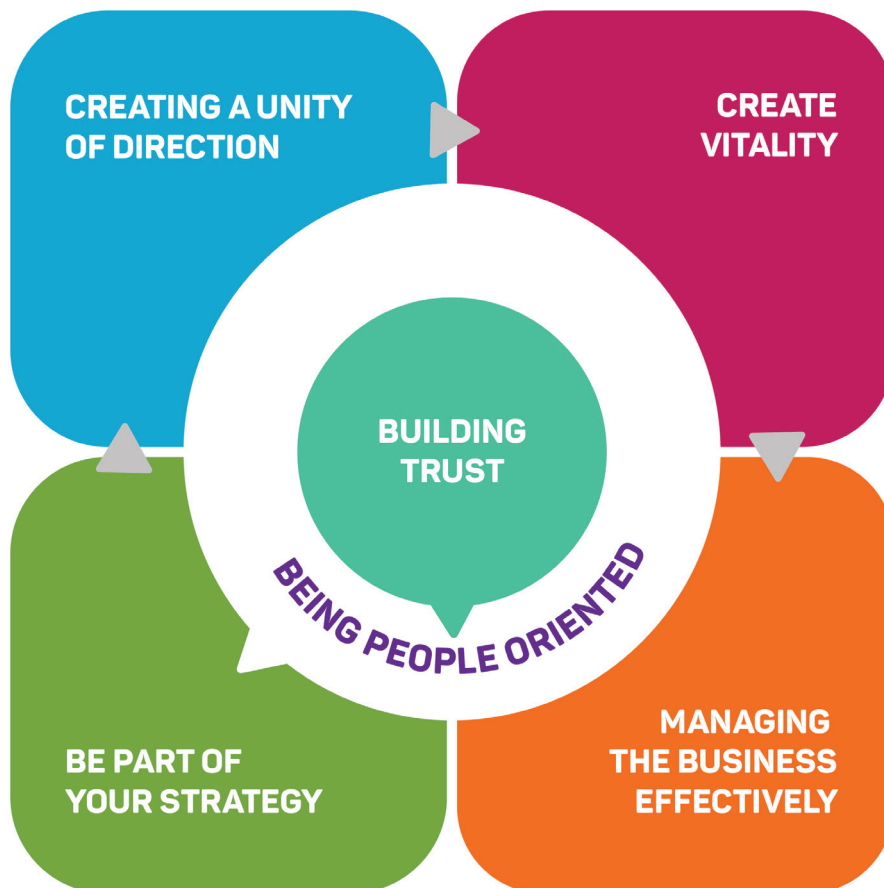 CREATING A UNITY
OF DIRECTION
CREATE
VITALITY
BUILDING
TRUST
BEING PEOPLE ORIENTED
BE PART OF
YOUR STRATEGY
MANAGING
THE BUSINESS
EFFECTIVELY